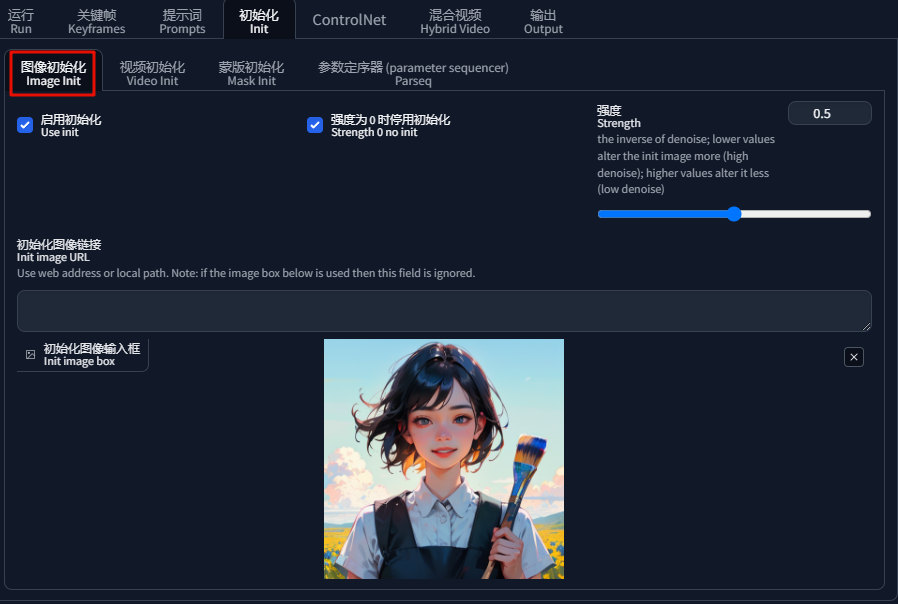 运行 关键帧 提示词 初始化 ControlNet 混合视频 输出
Run Keyframes Prompts Init Hybrid Video Output
图像初始化 视频初始化 蒙版初始化 参数定序器 (parameter sequencer)
Image Init Video Init Mask Init Parseq
启用初始化
Use init
强度为 0 时停用初始化
Strength 0 no init
强度
Strength
0.5
the inverse of denoise; lower values
alter the init image more (high
denoise); higher values alter it less
(low denoise)
初始化图像链接
Init image URL
Use web address or local path. Note: if the image box below is used then this field is ignored.
初始化图像输入框
Init image box